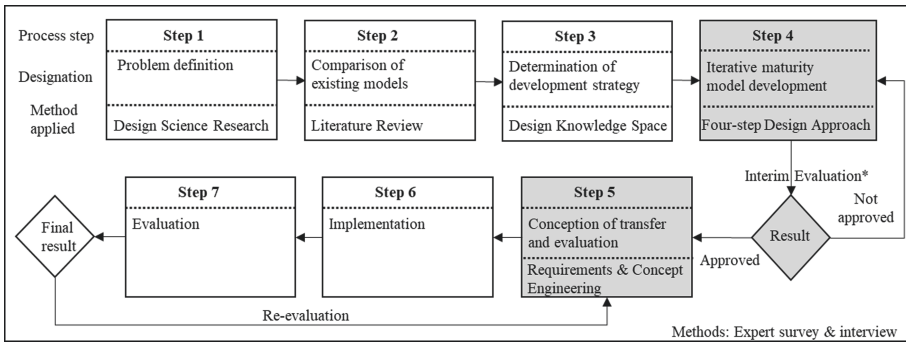 Process step
Designation
Method
applied
Step 1
Problem definition
Design Science Research
Step 2
Comparison of
existing models
Literature Review
Step 3
Determination of
development strategy
Design Knowledge Space
Step 4
Iterative maturity
model development
Four-step Design Approach
Interim Evaluation*
Not
approved
Result
Approved
Step 5
Conception of transfer
and evaluation
Requirements & Concept
Engineering
Step 6
Implementation
Step 7
Evaluation
Final
result
Re-evaluation
Methods: Expert survey & interview